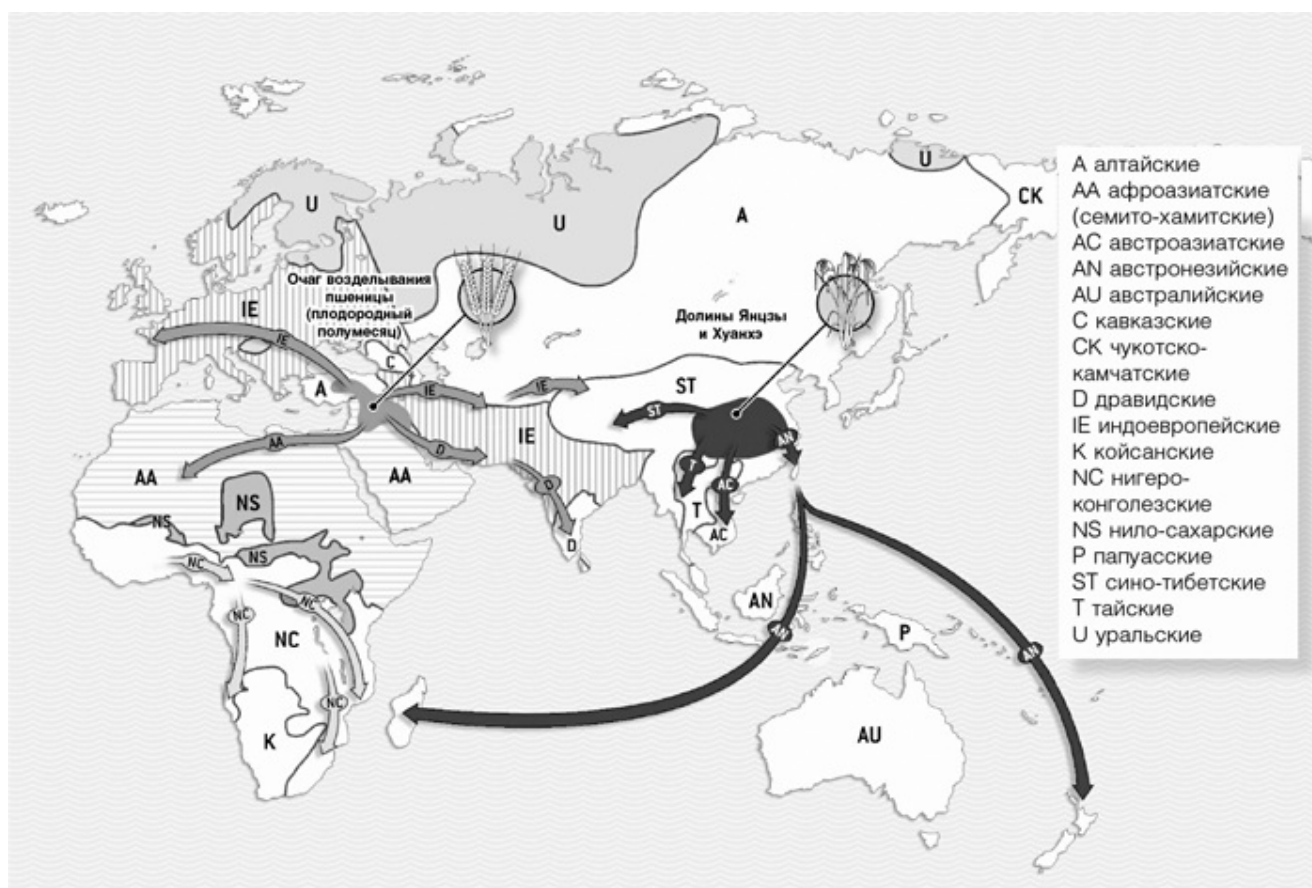 U
U
U
A
CK
IE
Очаг возделывания
пшеницы
(плодородный
полумесяц)
Долины Янцзы
и Хуанхэ
IE
C
A
IE
IE
ST
ST
AN
IE
D
AA
AA
AA
NS
D
T
AC
T
AC
D
NS
NS
NC
NC
NC
NC
NC
K
AN
AN
P
AN
AU
А алтайские
АА афроазиатские
(семито-хамитские)
АС австроазиатские
AN австронезийские
AU австралийские
С кавказские
СК чукотско-
камчатские
D дравидские
IE индоевропейские
К койсанские
NC нигеро-
конголезские
NS нило-сахарские
Р папуасские
ST сино-тибетские
Т тайские
U уральские